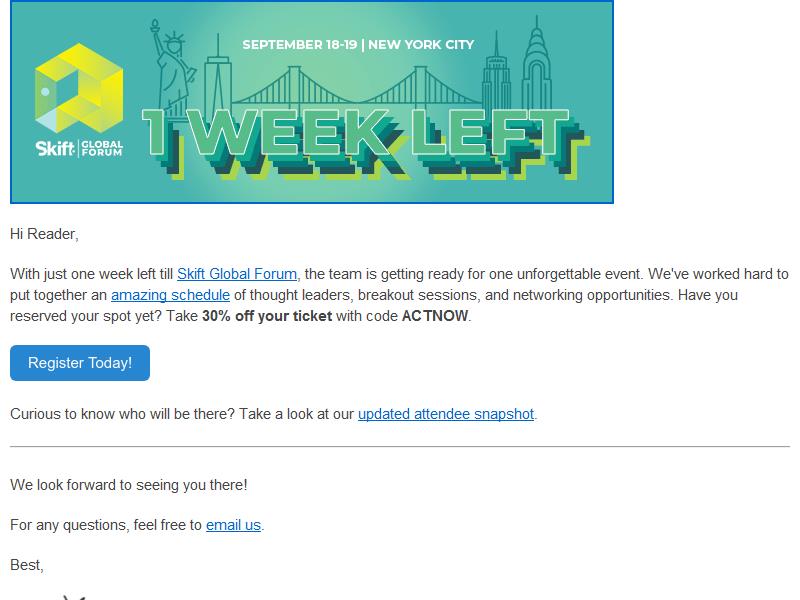 SEPTEMBER 18-19 | NEW YORK CITY
1 WEEK LEFT
Skift | GLOBAL FORUM
Hi Reader,
With just one week left till Skift Global Forum, the team is getting ready for one unforgettable event. We've worked hard to
put together an amazing schedule of thought leaders, breakout sessions, and networking opportunities. Have you
reserved your spot yet? Take 30% off your ticket with code ACTNOW.
Register Today!
Curious to know who will be there? Take a look at our updated attendee snapshot.
We look forward to seeing you there!
For any questions, feel free to email us.
Best,